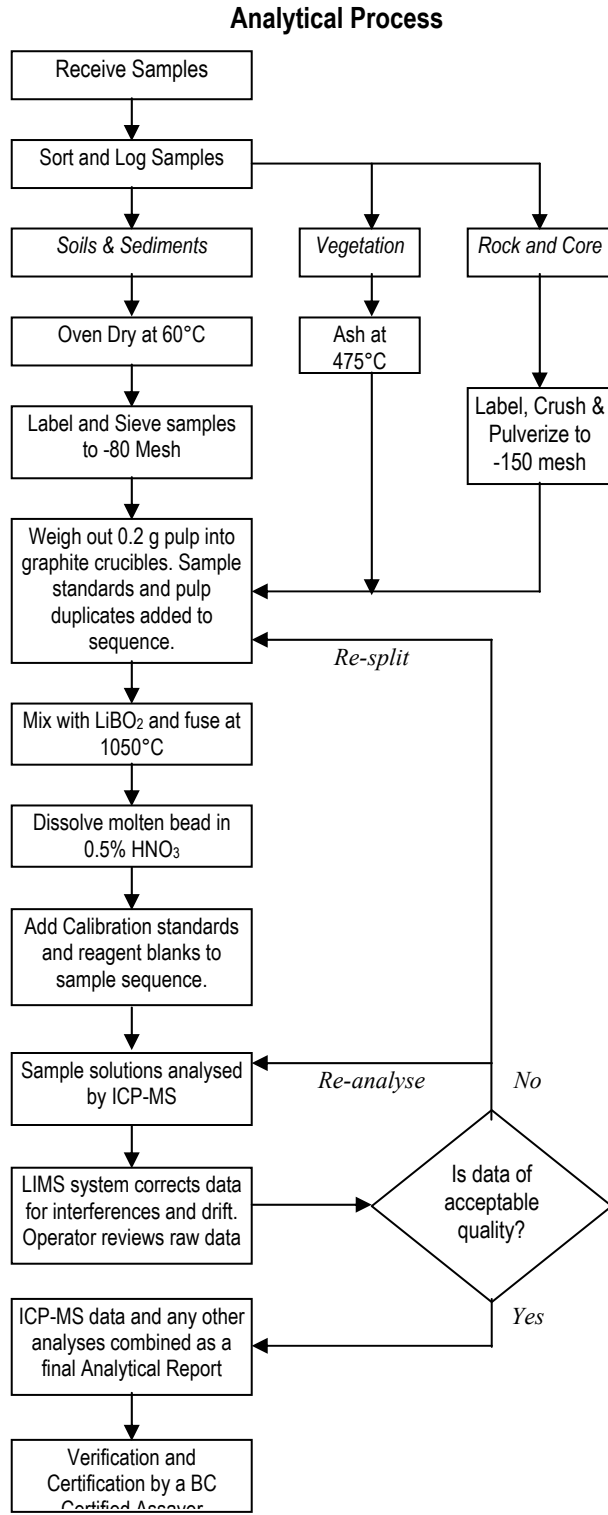 Analytical Process
Receive Samples
Sort and Log Samples
Soils & Sediments
Vegetation
Rock and Core
Oven Dry at 60°C
Ash at
475°C
Label and Sieve samples
to -80 Mesh
Label, Crush &
Pulverize to
-150 mesh
Weigh out 0.2 g pulp into
graphite crucibles. Sample
standards and pulp
duplicates added to
sequence.
Re-split
Mix with LiBO₂ and fuse at
1050°C
Dissolve molten bead in
0.5% HNO₃
Add Calibration standards
and reagent blanks to
sample sequence.
Sample solutions analysed
by ICP-MS
Re-analyse
No
LIMS system corrects data
for interferences and drift.
Operator reviews raw data
Is data of
acceptable
quality?
Yes
ICP-MS data and any other
analyses combined as a
final Analytical Report
Verification and
Certification by a BC
Certified Assayer